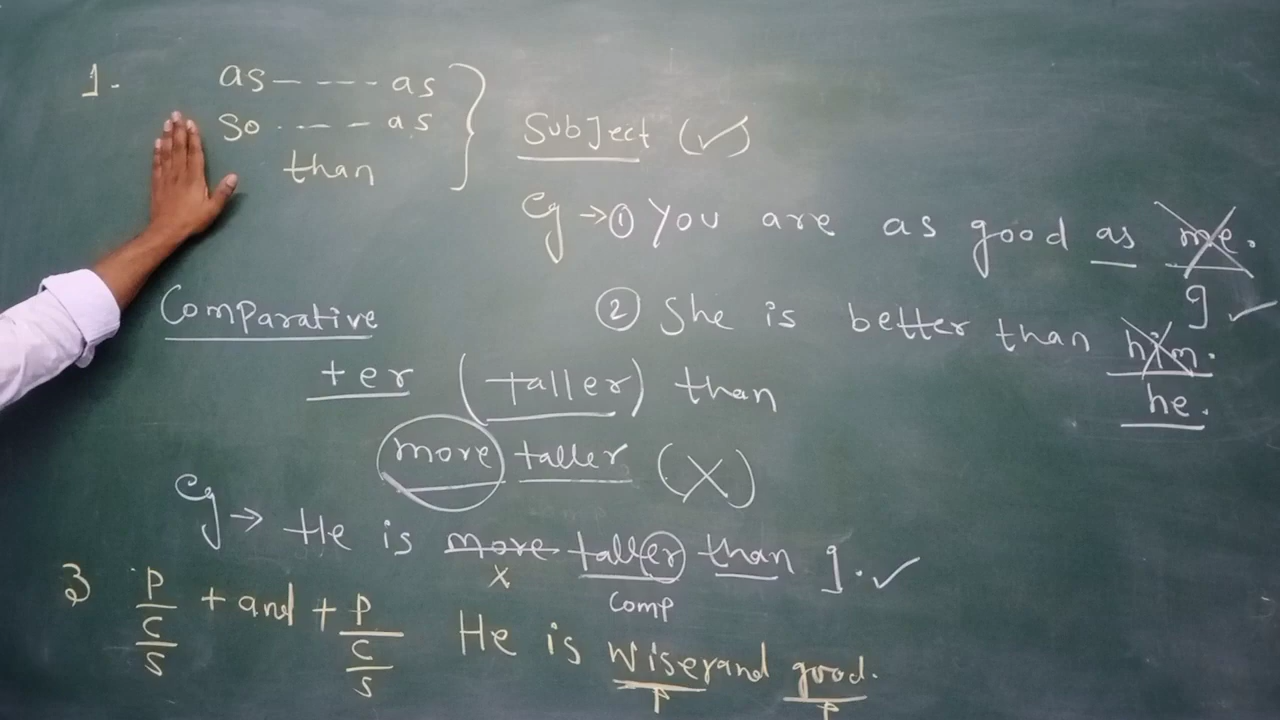 1. as ---- as
So ---- as
than
Subject (✓)
Eg → ① You are as good as me.
I ✓
② She is better than him.
he.
Comparative
+er (taller) than
more taller (X)
Eg → He is more taller than I. ✓
X
Comp
3 P + and + P
C C
S S
He is wiser and good.
P P